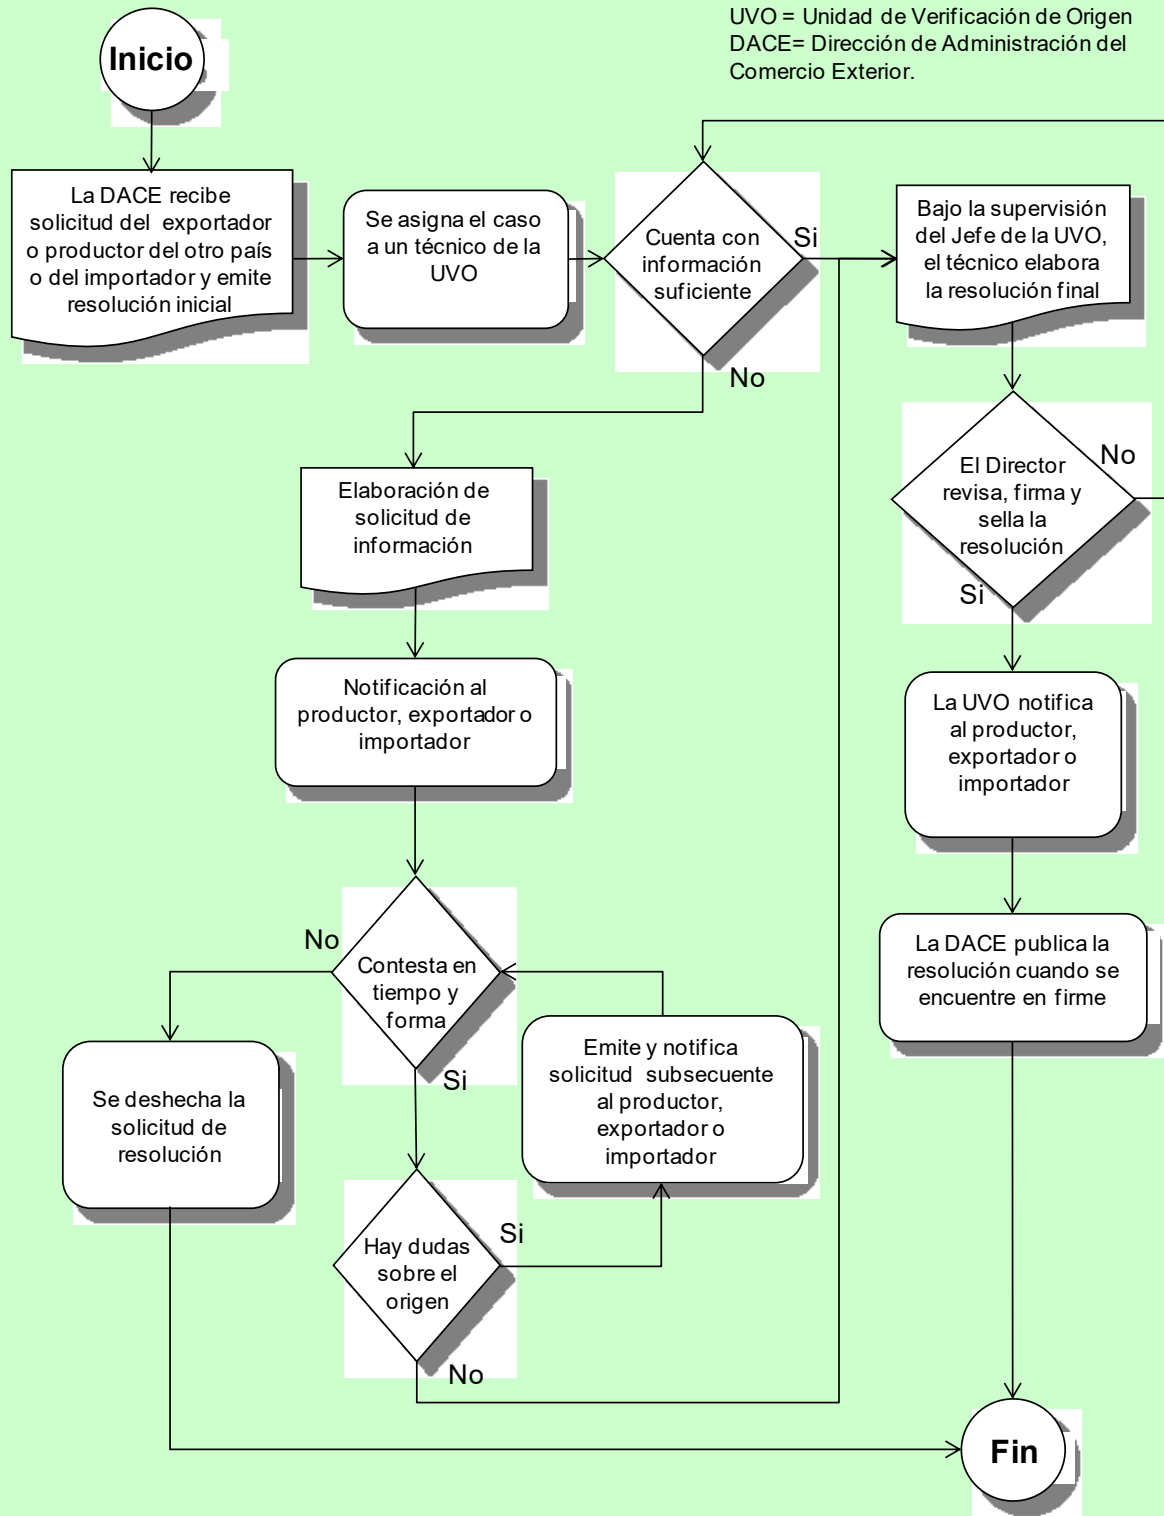 UVO = Unidad de Verificación de Origen
DACE= Dirección de Administración del
Comercio Exterior.
Inicio
La DACE recibe
solicitud del exportador
o productor del otro país
o del importador y emite
resolución inicial
Se asigna el caso
a un técnico de la
UVO
Cuenta con
información
suficiente
Si
No
Bajo la supervisión
del Jefe de la UVO,
el técnico elabora
la resolución final
El Director
revisa, firma y
sella la
resolución
No
Si
Elaboración de
solicitud de
información
Notificación al
productor, exportador o
importador
La UVO notifica
al productor,
exportador o
importador
Contesta en
tiempo y
forma
No
Si
La DACE publica la
resolución cuando se
encuentre en firme
Se deshecha la
solicitud de
resolución
Emite y notifica
solicitud subsecuente
al productor,
exportador o
importador
Hay dudas
sobre el
origen
Si
No
Fin